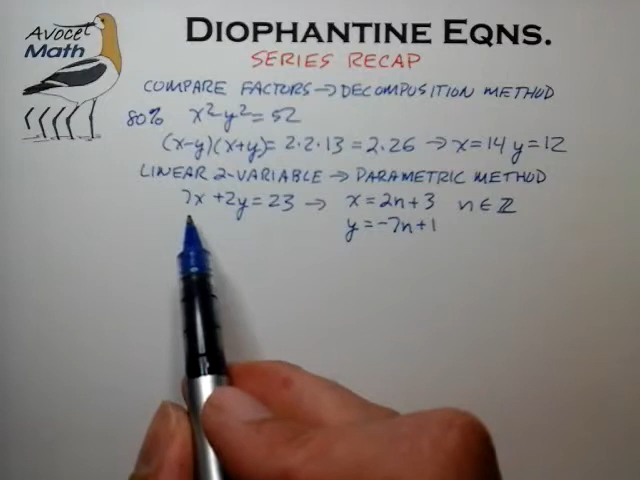 Avocet
Math
DIOPHANTINE EQNS.
SERIES RECAP
COMPARE FACTORS → DECOMPOSITION METHOD
80% x²-y²=52
(x-y)(x+y)= 2·2·13 = 2·26 → x=14 y=12
LINEAR 2-VARIABLE → PARAMETRIC METHOD
7x +2y = 23 → x = 2n+3 n∈ℤ
y = -7n+1